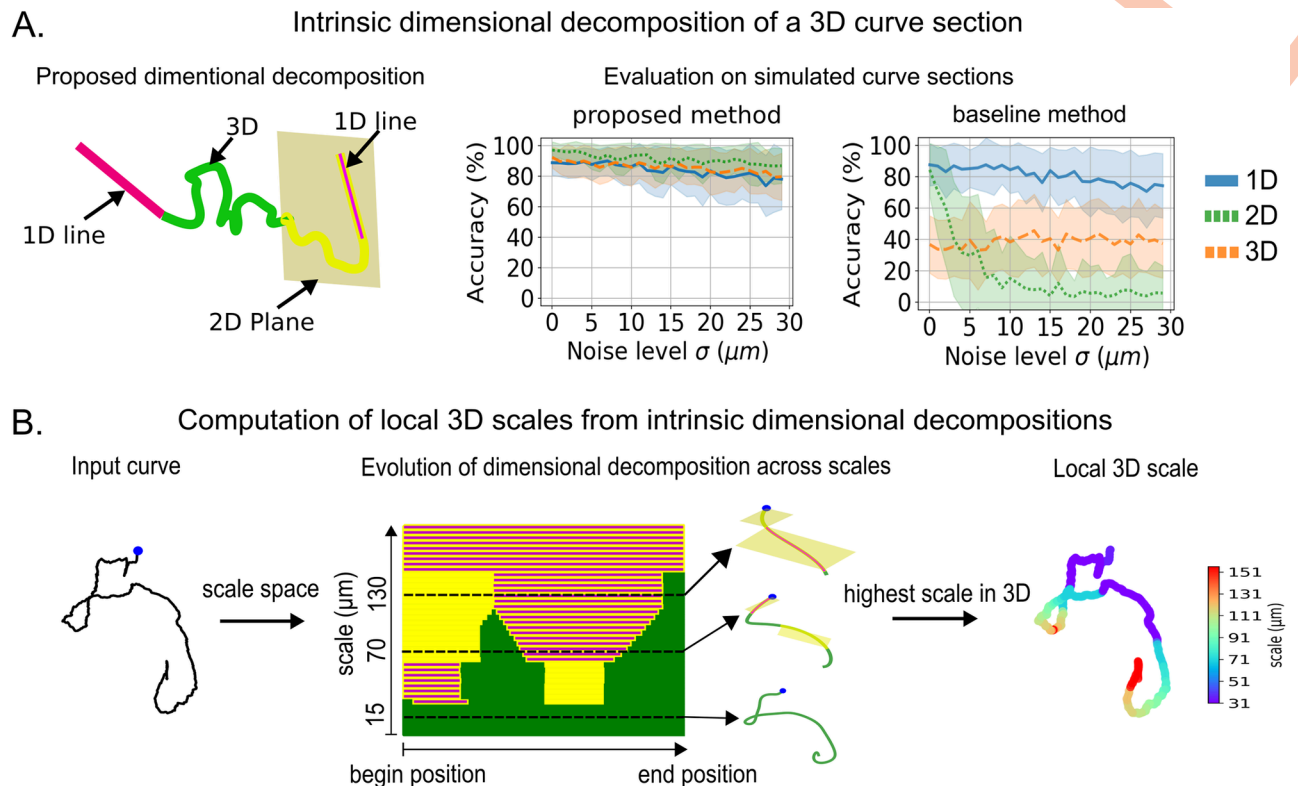 A.
Intrinsic dimensional decomposition of a 3D curve section
Proposed dimentional decomposition
Evaluation on simulated curve sections
3D
1D line
1D line
2D Plane
proposed method
Accuracy (%)
100
80
60
40
20
0
0 5 10 15 20 25 30
Noise level σ (μm)
baseline method
Accuracy (%)
100
80
60
40
20
0
0 5 10 15 20 25 30
Noise level σ (μm)
1D
2D
3D
B.
Computation of local 3D scales from intrinsic dimensional decompositions
Input curve
Evolution of dimensional decomposition across scales
Local 3D scale
scale space
scale (μm)
130
70
15
begin position
end position
highest scale in 3D
151
131
111
91
71
51
31
scale (μm)